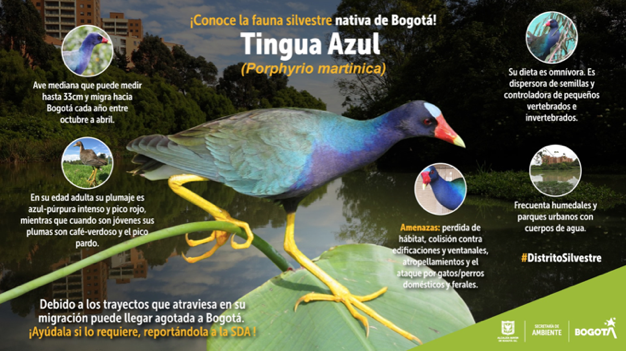 ¡Conoce la fauna silvestre nativa de Bogotá!
Tingua Azul
(Porphyrio martinica)
Ave mediana que puede medir
hasta 33cm y migra hacia
Bogotá cada año entre
octubre a abril.
En su edad adulta su plumaje es
azul-púrpura intenso y pico rojo,
mientras que cuando son jóvenes sus
plumas son café-verdoso y el pico
pardo.
Su dieta es omnívora. Es
dispersora de semillas y
controladora de pequeños
vertebrados e
invertebrados.
Amenazas: perdida de
hábitat, colisión contra
edificaciones y ventanales,
atropellamientos y el
ataque por gatos/perros
domésticos y ferales.
Frecuenta humedales y
parques urbanos con
cuerpos de agua.
#DistritoSilvestre
Debido a los trayectos que atraviesa en su
migración puede llegar agotada a Bogotá.
¡Ayúdala si lo requiere, reportándola a la SDA !
SECRETARÍA DE
AMBIENTE
BOGOTÁ